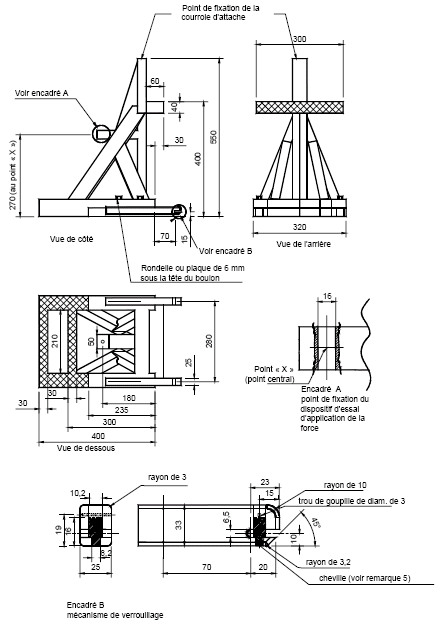 Point de fixation de la
courroie d'attache
300
60
Voir encadré A
40
30
400
550
270 (au point « X »)
70
15
320
Vue de côté
Voir encadré B
Vue de l'arrière
Rondelle ou plaque de 6 mm
sous la tête du boulon
16
210
50
280
25
Point « X »
(point central)
Encadré A
point de fixation du
dispositif d'essai
d'application de la
force
30
30
180
235
300
400
Vue de dessous
rayon de 3
23
rayon de 10
10,2
15
trou de goupille de diam. de 3
19
16
33
6,5
45°
10
8,2
rayon de 3,2
25
70
20
cheville (voir remarque 5)
Encadré B
mécanisme de verrouillage